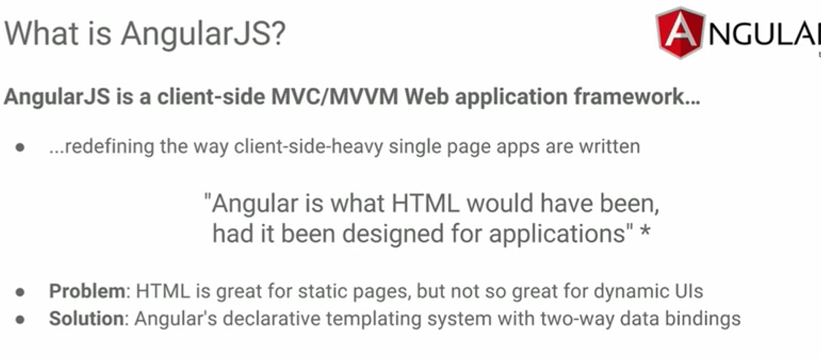 What is AngularJS?
ANGULAR
AngularJS is a client-side MVC/MVVM Web application framework...
● ...redefining the way client-side-heavy single page apps are written
"Angular is what HTML would have been,
had it been designed for applications" *
● Problem: HTML is great for static pages, but not so great for dynamic UIs
● Solution: Angular's declarative templating system with two-way data bindings